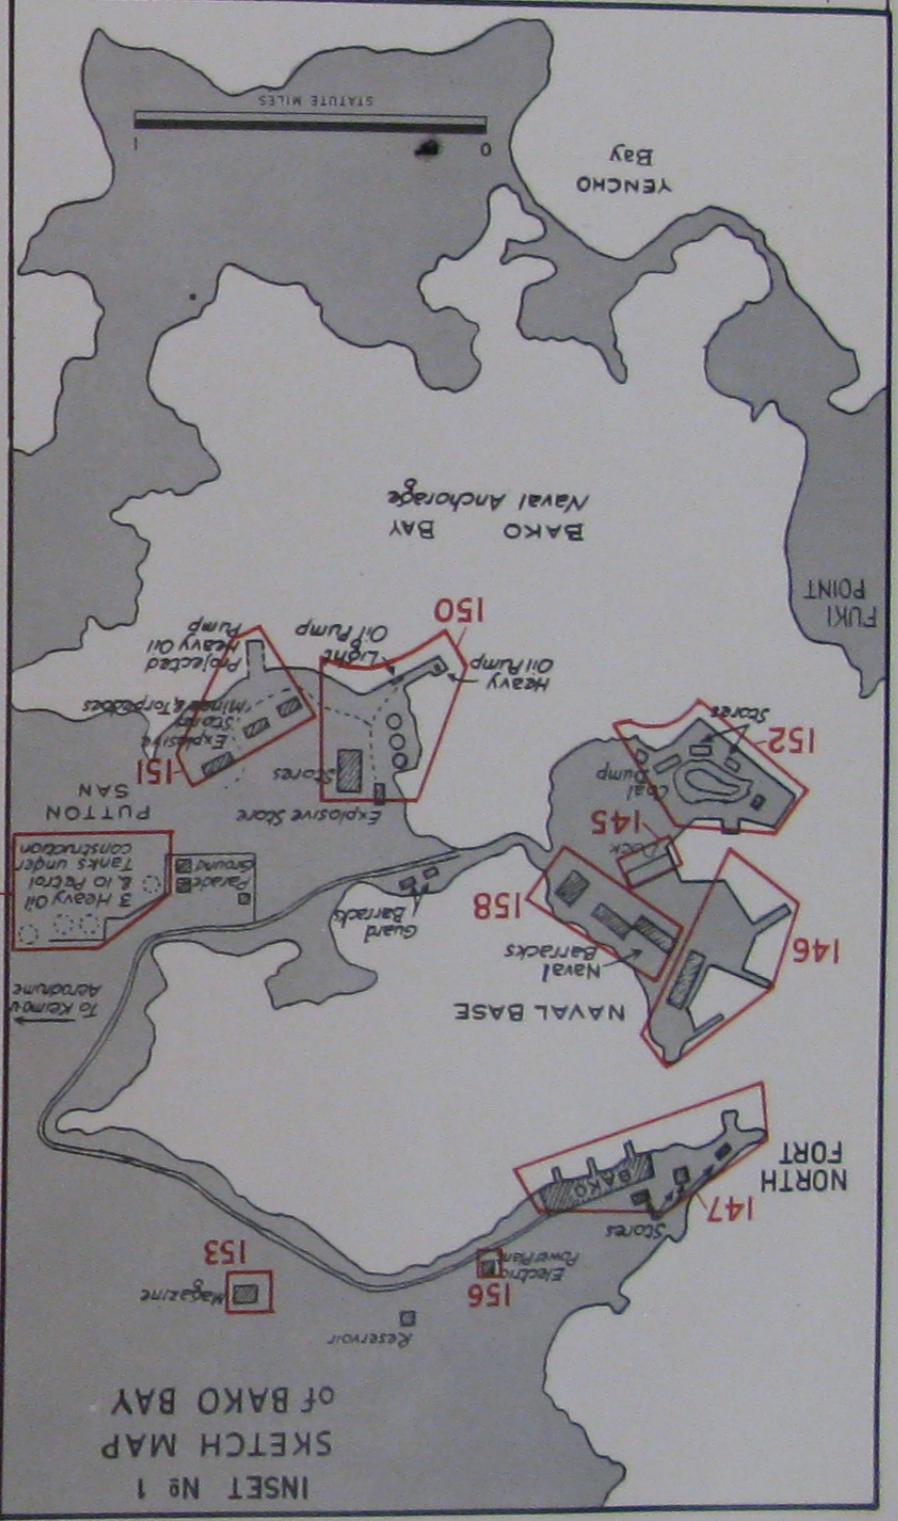 INSET Nº 1
SKETCH MAP
of BAKO BAY
Reservoir
Magazine
153
156
Electric
Power Plant
Stores
147
BAKO
NORTH
FORT
To Keimou
Aerodrome
NAVAL BASE
Naval
Barracks
146
158
Guard
Barracks
Parade
Ground
3 Heavy Oil
& 10 Petrol
Tanks under
construction
Dock
145
PUTTON
SAN
Explosive Store
Stores
151
Explosive
Stores
Mines & Torpedoes
Projected
Heavy Oil
Pump
Coal
Dump
152
Stores
Heavy
Oil Pump
Light
Oil Pump
150
FUKI
POINT
BAKO BAY
Naval Anchorage
YENCHO
Bay
0 1
STATUTE MILES